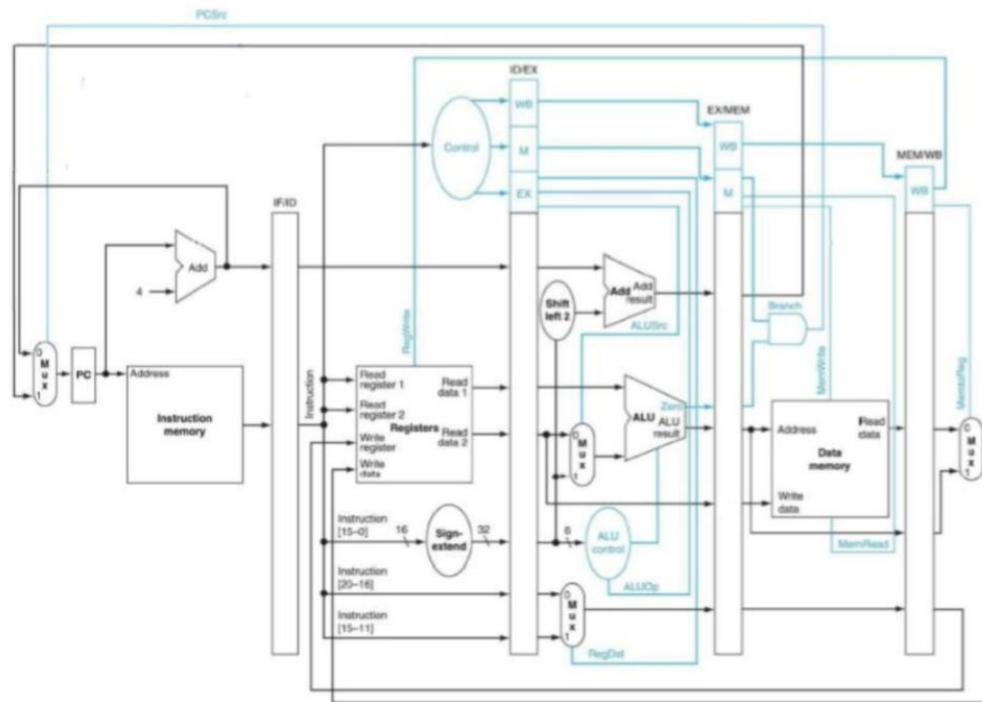 PCSrc
ID/EX
WB
EX/MEM
Control
M
WB
MEM/WB
EX
M
WB
IF/ID
Add
4
Shift
left 2
Add
Add
result
Branch
ALUSrc
RegWrite
MemWrite
MemtoReg
0
M
u
x
1
PC
Address
Instruction
memory
Instruction
Read
register 1
Read
register 2
Write
register
Write
data
Registers
Read
data 1
Read
data 2
0
M
u
x
1
Zero
ALU
ALU
result
Address
Read
data
Data
memory
Write
data
0
M
u
x
1
MemRead
Instruction
[15–0]
16
Sign-
extend
32
6
ALU
control
ALUOp
Instruction
[20–16]
Instruction
[15–11]
0
M
u
x
1
RegDst